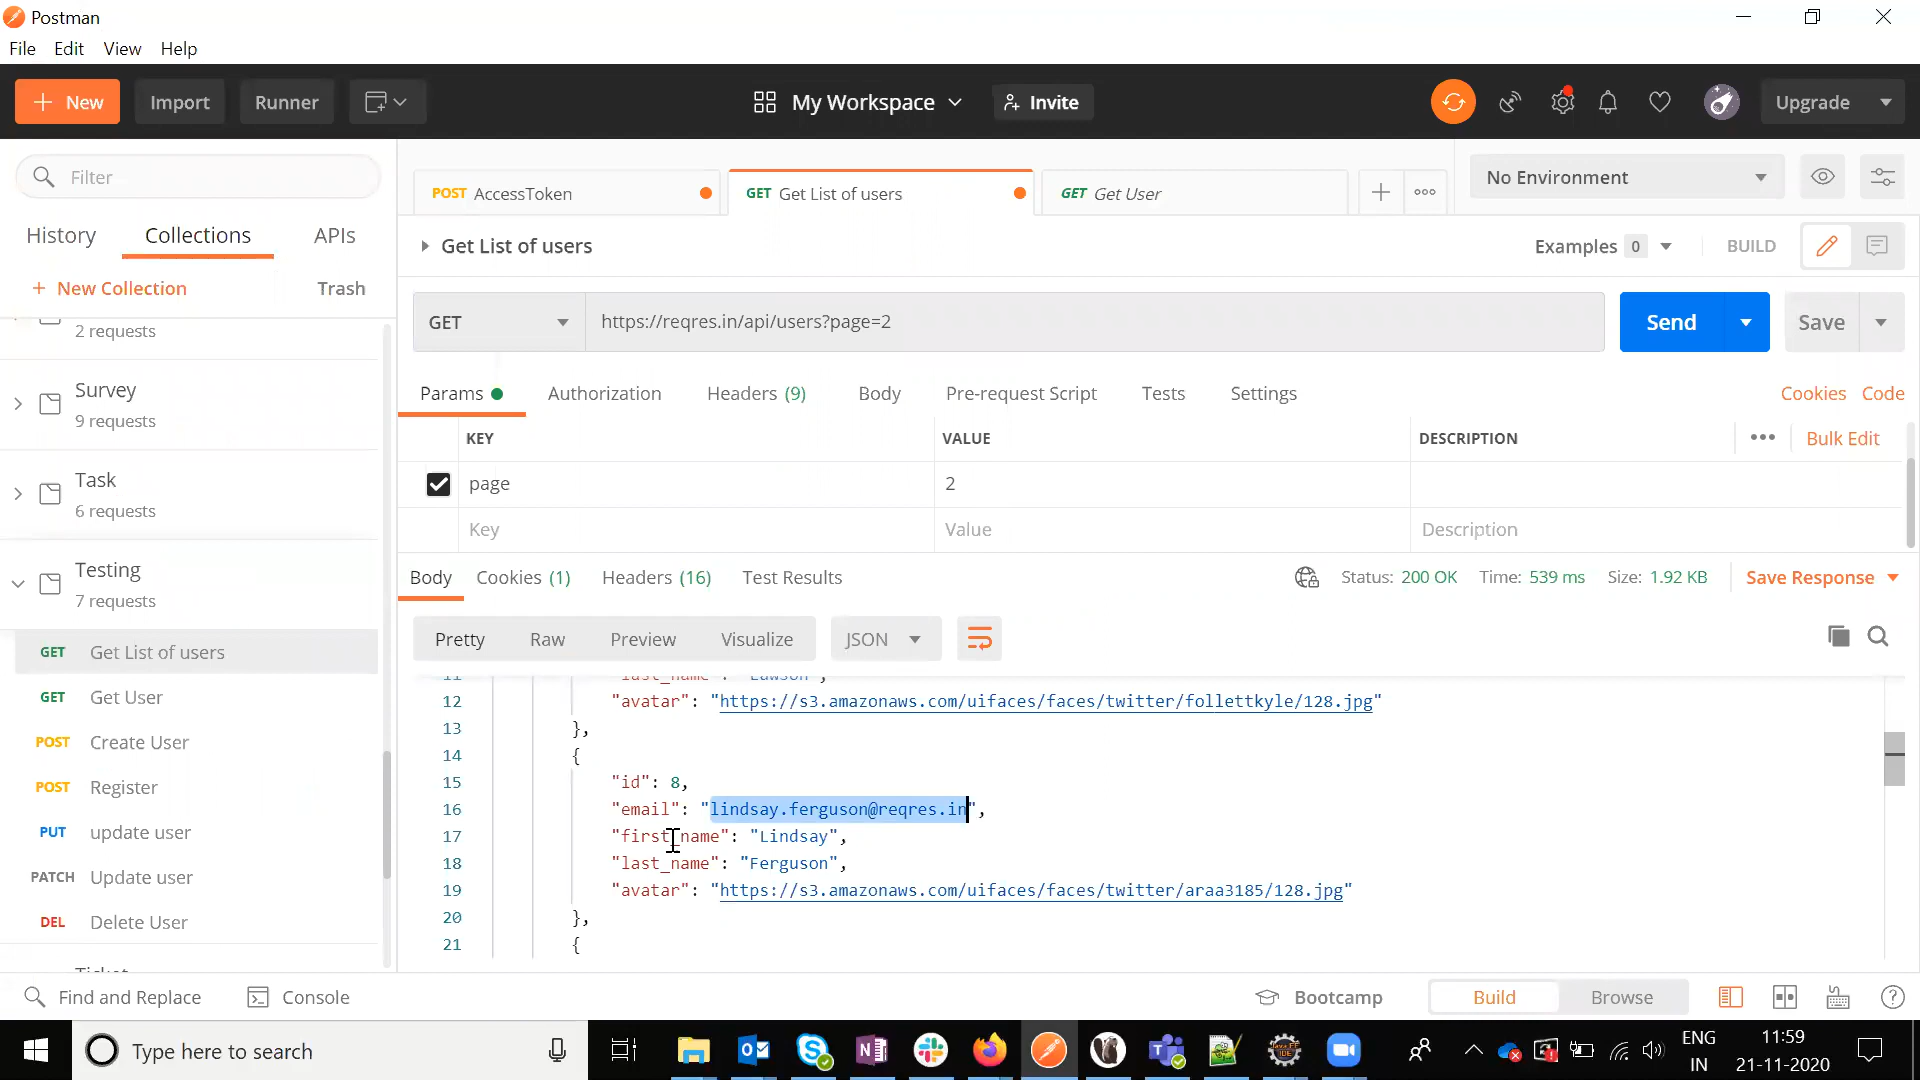 Postman
File Edit View Help
New Import Runner My Workspace Invite Upgrade
Filter
History Collections APIs
+ New Collection Trash
2 requests
Survey
9 requests
Task
6 requests
Testing
7 requests
GET Get List of users
GET Get User
POST Create User
POST Register
PUT update user
PATCH Update user
DEL Delete User
POST AccessToken GET Get List of users GET Get User No Environment
Get List of users Examples 0 BUILD
GET https://reqres.in/api/users?page=2 Send Save
Params Authorization Headers (9) Body Pre-request Script Tests Settings Cookies Code
KEY VALUE DESCRIPTION Bulk Edit
page 2
Key Value Description
Body Cookies (1) Headers (16) Test Results Status: 200 OK Time: 539 ms Size: 1.92 KB Save Response
Pretty Raw Preview Visualize JSON
12 "avatar": "https://s3.amazonaws.com/uifaces/faces/twitter/follettkyle/128.jpg"
13 },
14 {
15 "id": 8,
16 "email": "lindsay.ferguson@reqres.in",
17 "first_name": "Lindsay",
18 "last_name": "Ferguson",
19 "avatar": "https://s3.amazonaws.com/uifaces/faces/twitter/araa3185/128.jpg"
20 },
21 {
Find and Replace Console Bootcamp Build Browse
Type here to search ENG 11:59
IN 21-11-2020